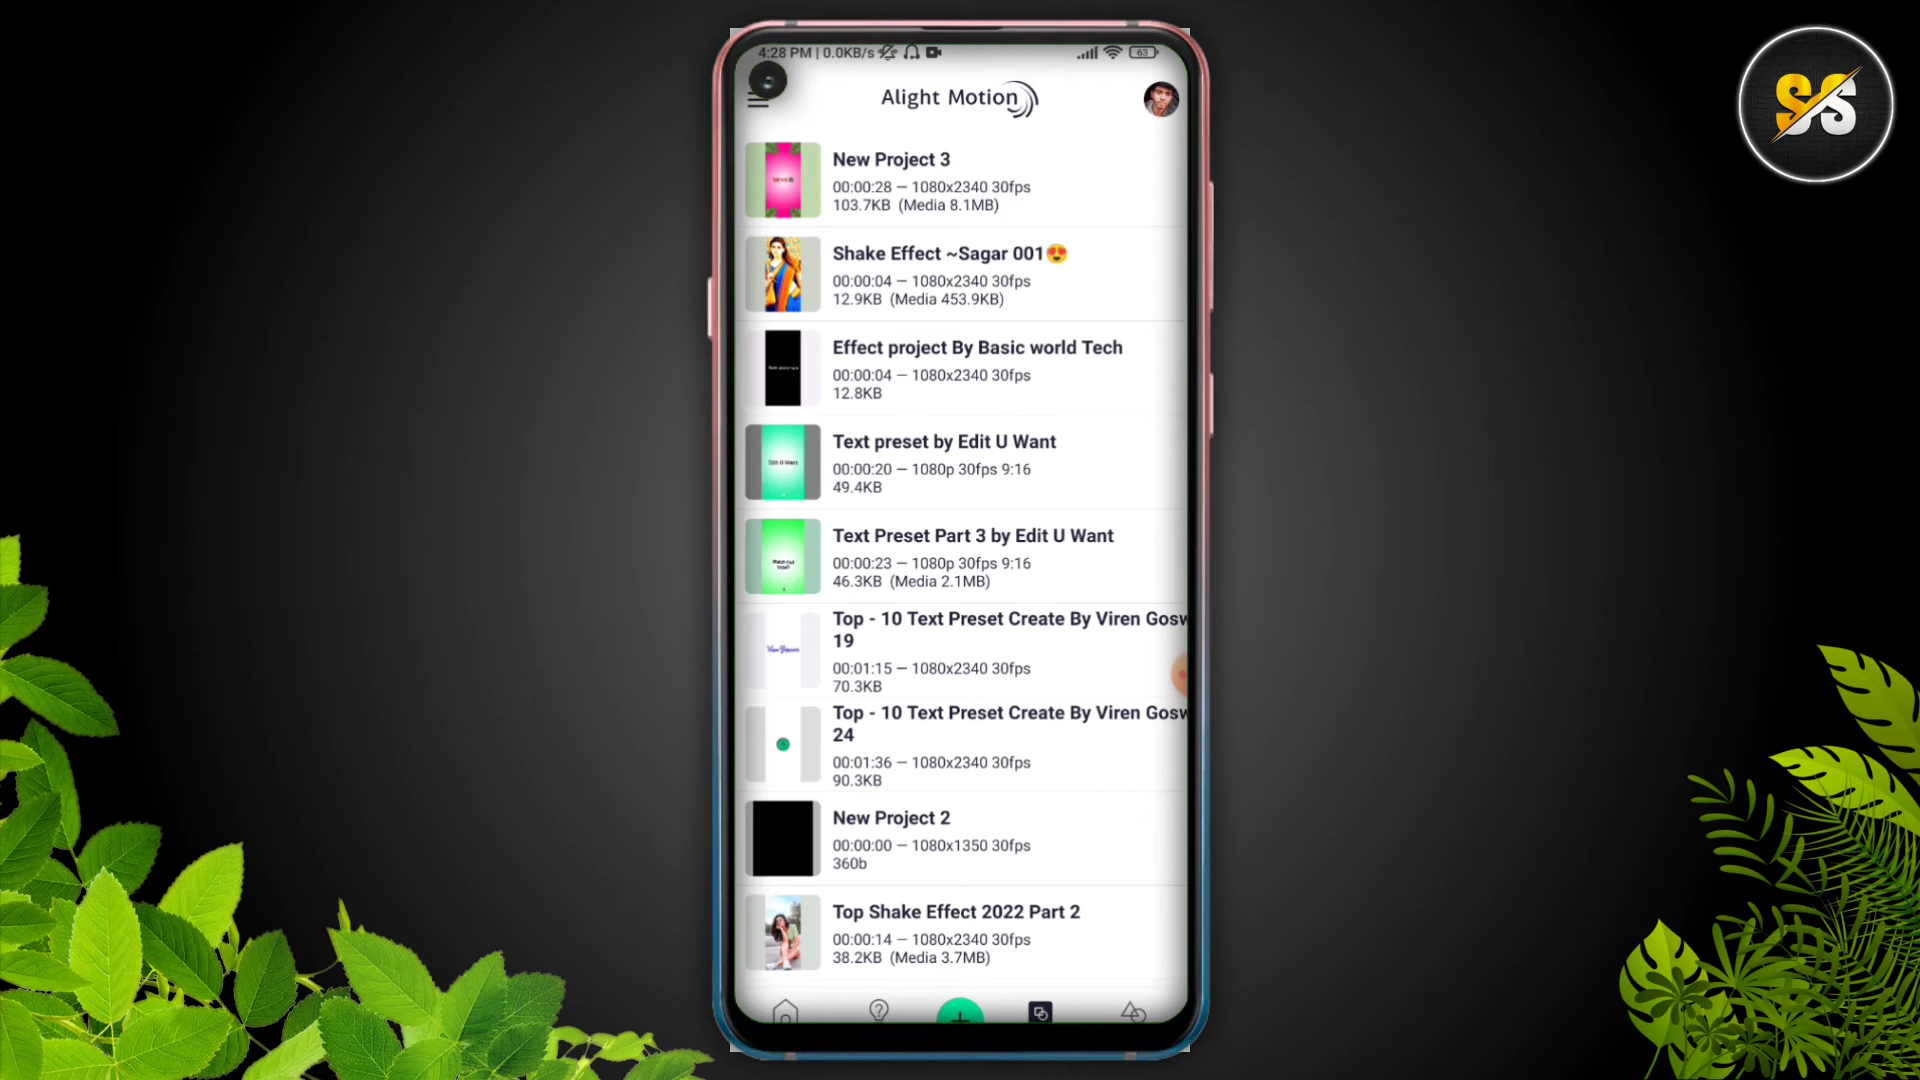 4:28 PM | 0.0KB/s
63
Alight Motion
SS
New Project 3
00:00:28 — 1080x2340 30fps
103.7KB (Media 8.1MB)
Shake Effect ~Sagar 001😍
00:00:04 — 1080x2340 30fps
12.9KB (Media 453.9KB)
Effect project By Basic world Tech
00:00:04 — 1080x2340 30fps
12.8KB
Text preset by Edit U Want
00:00:20 — 1080p 30fps 9:16
49.4KB
Edit U Want
Text Preset Part 3 by Edit U Want
00:00:23 — 1080p 30fps 9:16
46.3KB (Media 2.1MB)
Top - 10 Text Preset Create By Viren Gosw
19
00:01:15 — 1080x2340 30fps
70.3KB
Top - 10 Text Preset Create By Viren Gosw
24
00:01:36 — 1080x2340 30fps
90.3KB
New Project 2
00:00:00 — 1080x1350 30fps
360b
Top Shake Effect 2022 Part 2
00:00:14 — 1080x2340 30fps
38.2KB (Media 3.7MB)